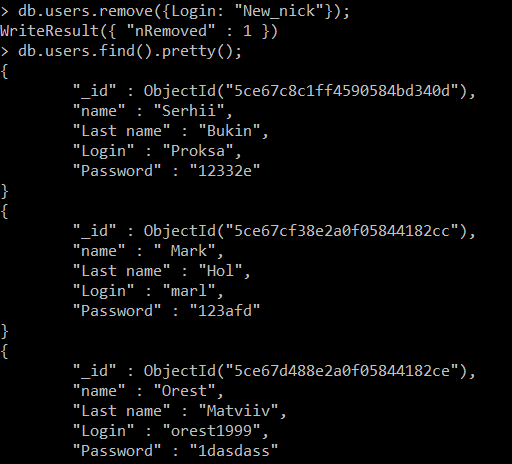 > db.users.remove({Login: "New_nick"});
WriteResult({ "nRemoved" : 1 })
> db.users.find().pretty();
{
        "_id" : ObjectId("5ce67c8c1ff4590584bd340d"),
        "name" : "Serhii",
        "Last name" : "Bukin",
        "Login" : "Proksa",
        "Password" : "12332e"
}
{
        "_id" : ObjectId("5ce67cf38e2a0f05844182cc"),
        "name" : " Mark",
        "Last name" : "Hol",
        "Login" : "marl",
        "Password" : "123afd"
}
{
        "_id" : ObjectId("5ce67d488e2a0f05844182ce"),
        "name" : "Orest",
        "Last name" : "Matviiv",
        "Login" : "orest1999",
        "Password" : "1dasdass"